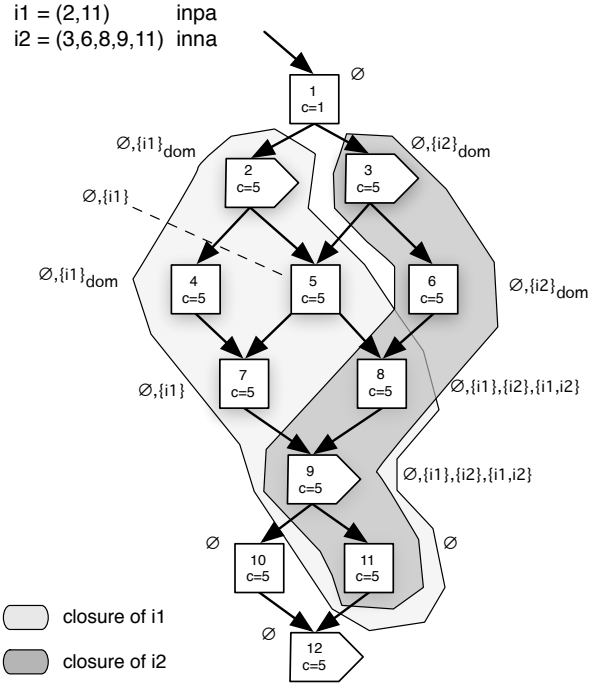 i1 = (2,11) inpa
i2 = (3,6,8,9,11) inna
∅
1
c=1
∅,{i1}dom
∅,{i2}dom
2
c=5
3
c=5
∅,{i1}
∅,{i1}dom
4
c=5
5
c=5
6
c=5
∅,{i2}dom
7
c=5
8
c=5
∅,{i1}
∅,{i1},{i2},{i1,i2}
9
c=5
∅,{i1},{i2},{i1,i2}
∅
10
c=5
11
c=5
∅
closure of i1
∅
12
c=5
closure of i2